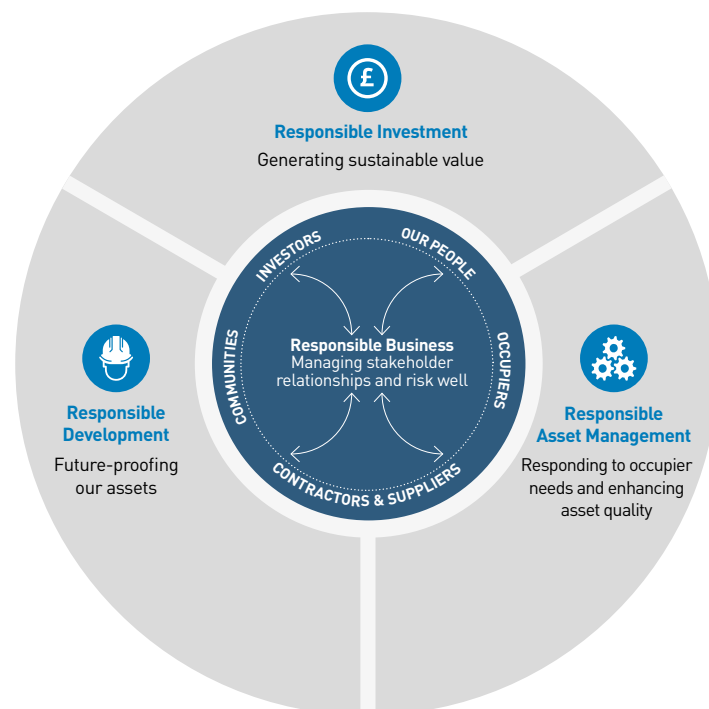 £
Responsible Investment
Generating sustainable value
INVESTORS
OUR PEOPLE
COMMUNITIES
OCCUPIERS
CONTRACTORS & SUPPLIERS
Responsible Business
Managing stakeholder
relationships and risk well
Responsible
Development
Future-proofing
our assets
Responsible
Asset Management
Responding to occupier
needs and enhancing
asset quality